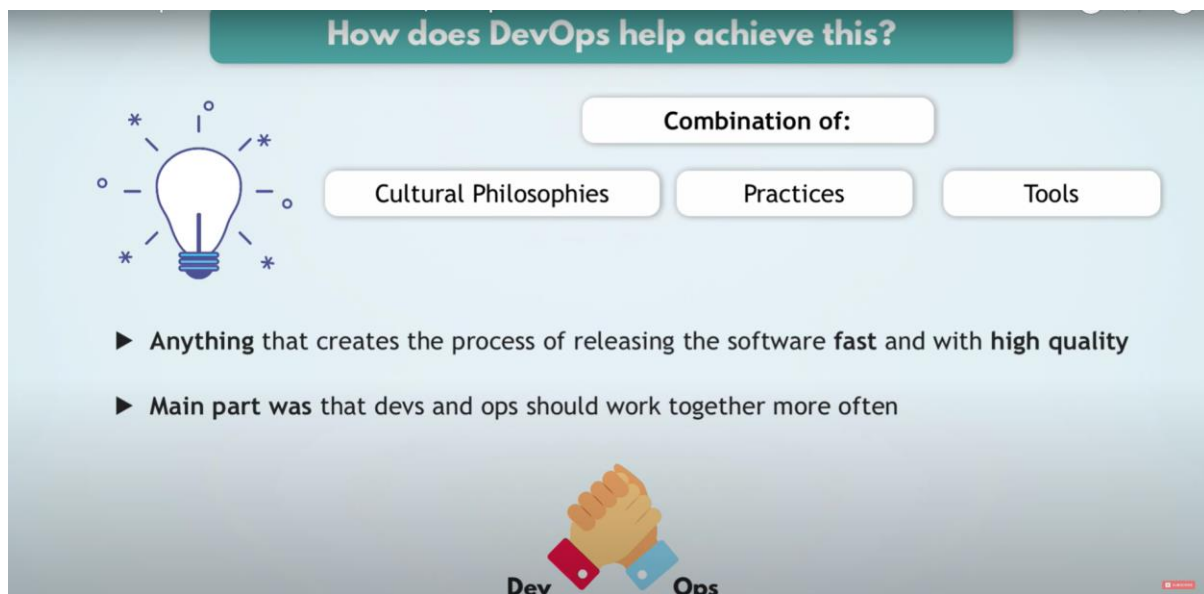 How does DevOps help achieve this?
Combination of:
Cultural Philosophies
Practices
Tools
▶ Anything that creates the process of releasing the software fast and with high quality
▶ Main part was that devs and ops should work together more often
Dev
Ops